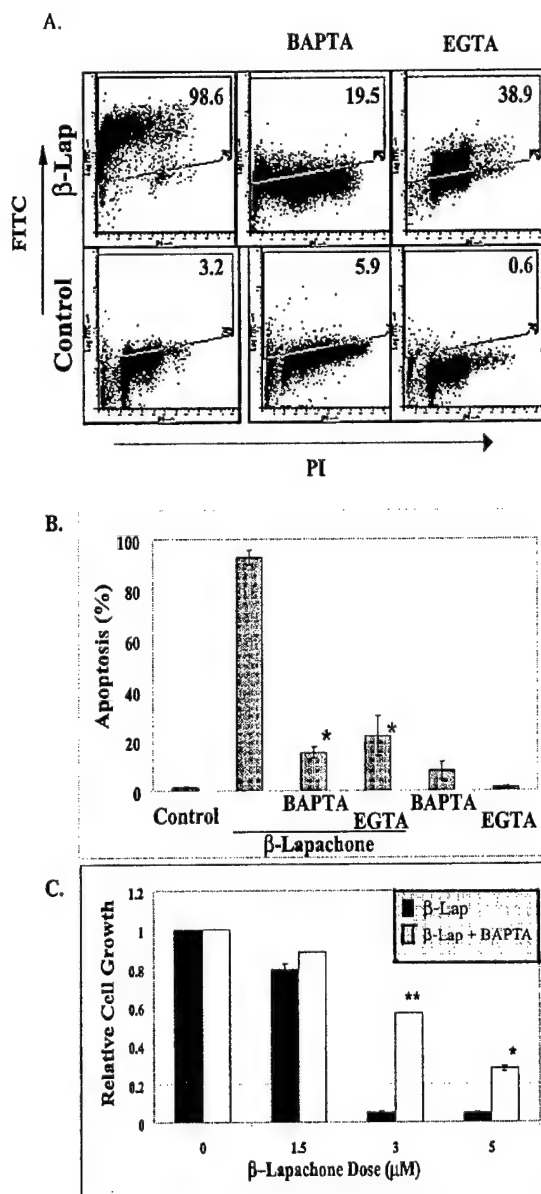 A.
BAPTA EGTA
98.6 19.5 38.9
β-Lap
FITC
3.2 5.9 0.6
Control
PI
B.
100
80
60
40
20
0
Apoptosis (%)
* *
Control BAPTA EGTA BAPTA EGTA
β-Lapachone
C.
1.2
1
0.8
0.6
0.4
0.2
0
Relative Cell Growth
β-Lap
β-Lap + BAPTA
** *
0 1.5 3 5
β-Lapachone Dose (μM)